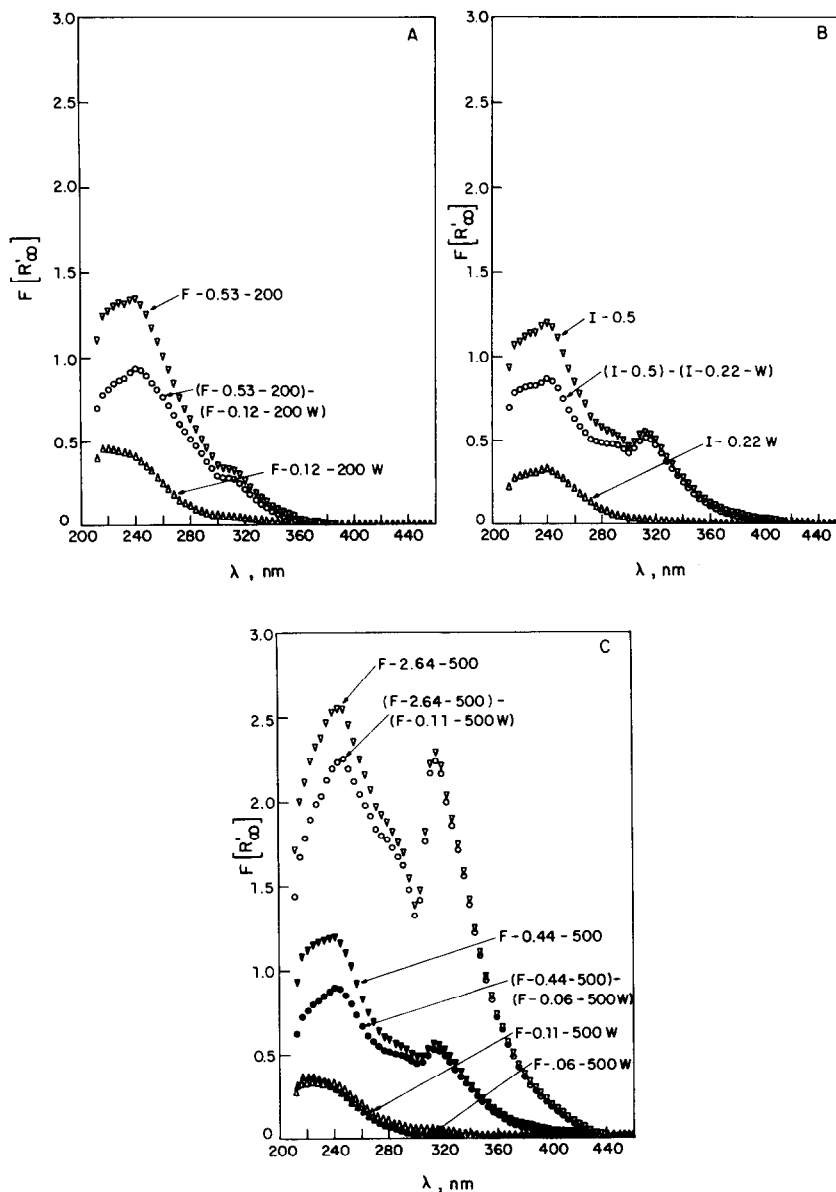 A
3.0
2.5
2.0
1.5
1.0
0.5
0
F [R'∞]
F-0.53-200
(F-0.53-200)-
(F-0.12-200 W)
F-0.12-200 W
200 240 280 320 360 400 440
λ, nm
B
3.0
2.5
2.0
1.5
1.0
0.5
0
F [R'∞]
I-0.5
(I-0.5)-(I-0.22-W)
I-0.22W
200 240 280 320 360 400 440
λ, nm
C
3.0
2.5
2.0
1.5
1.0
0.5
0
F [R'∞]
F-2.64-500
(F-2.64-500)-
(F-0.11-500W)
F-0.44-500
(F-0.44-500)-
(F-0.06-500W)
F-0.11-500W
F-.06-500W
200 240 280 320 360 400 440
λ, nm